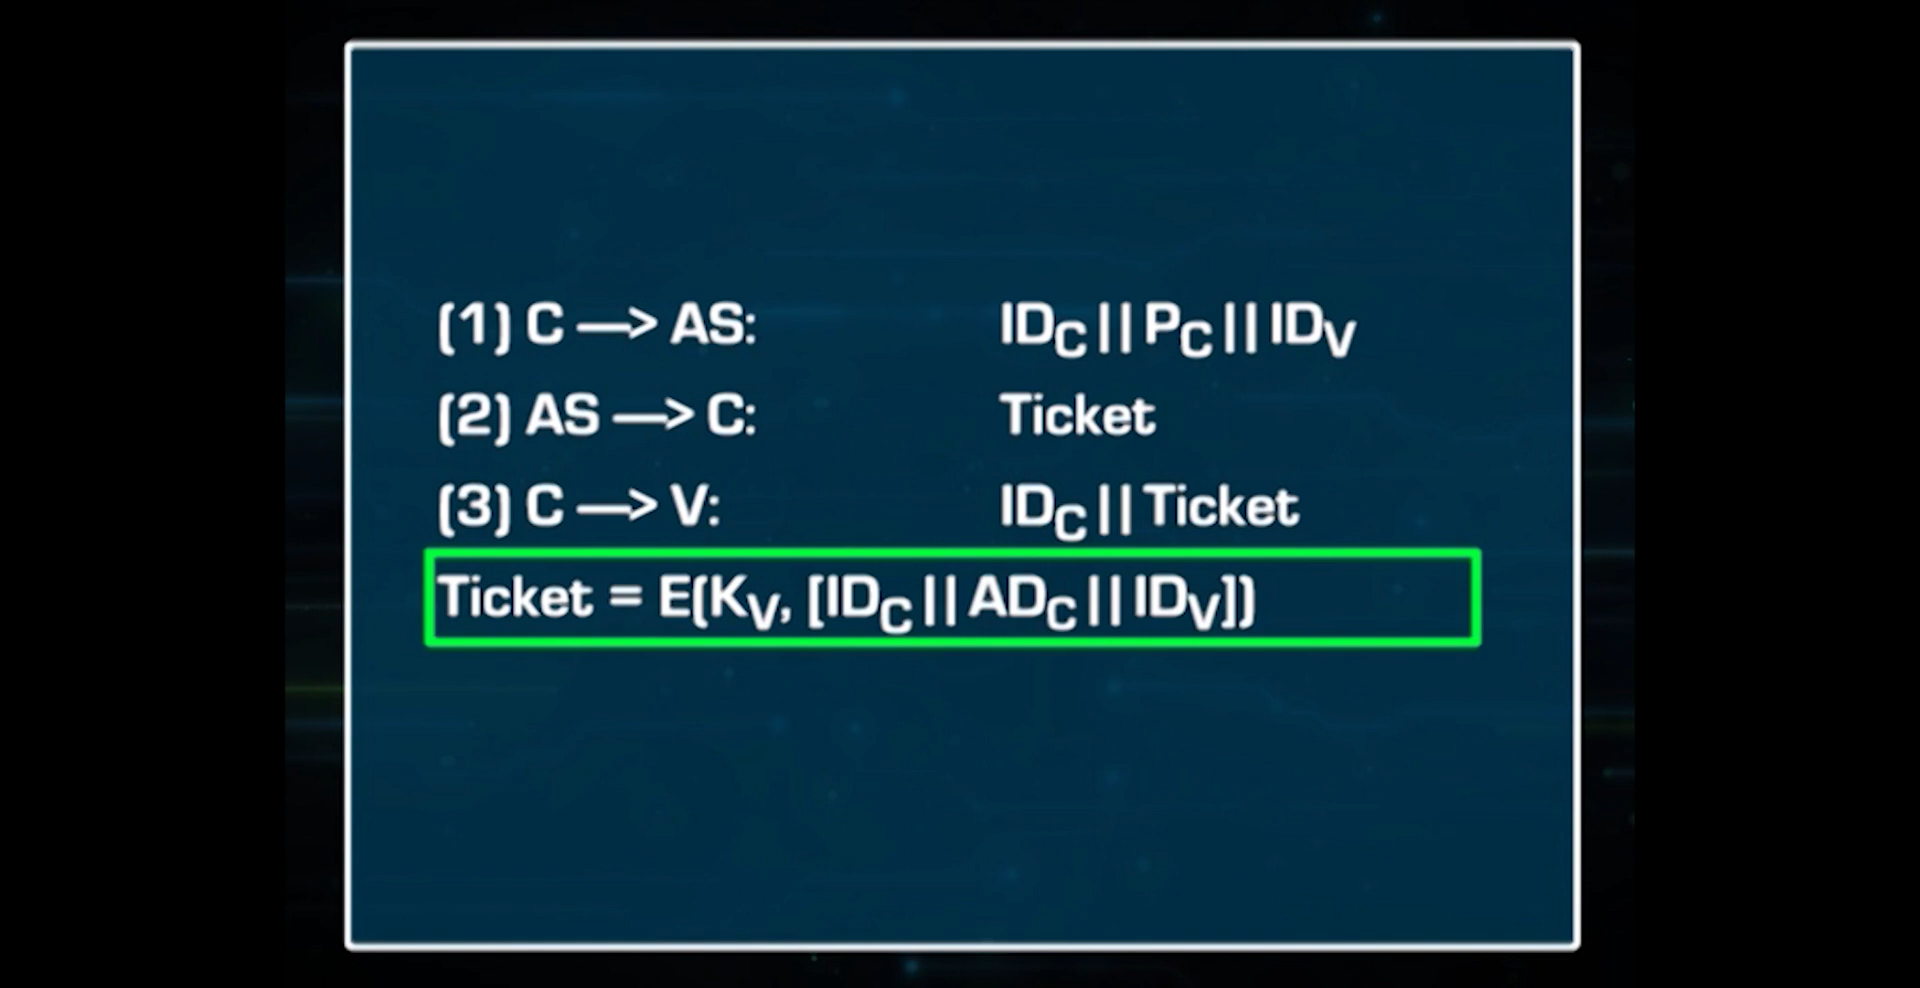 (1) C —> AS: IDC || PC || IDV
(2) AS —> C: Ticket
(3) C —> V: IDC || Ticket
Ticket = E(KV, [IDC || ADC || IDV])